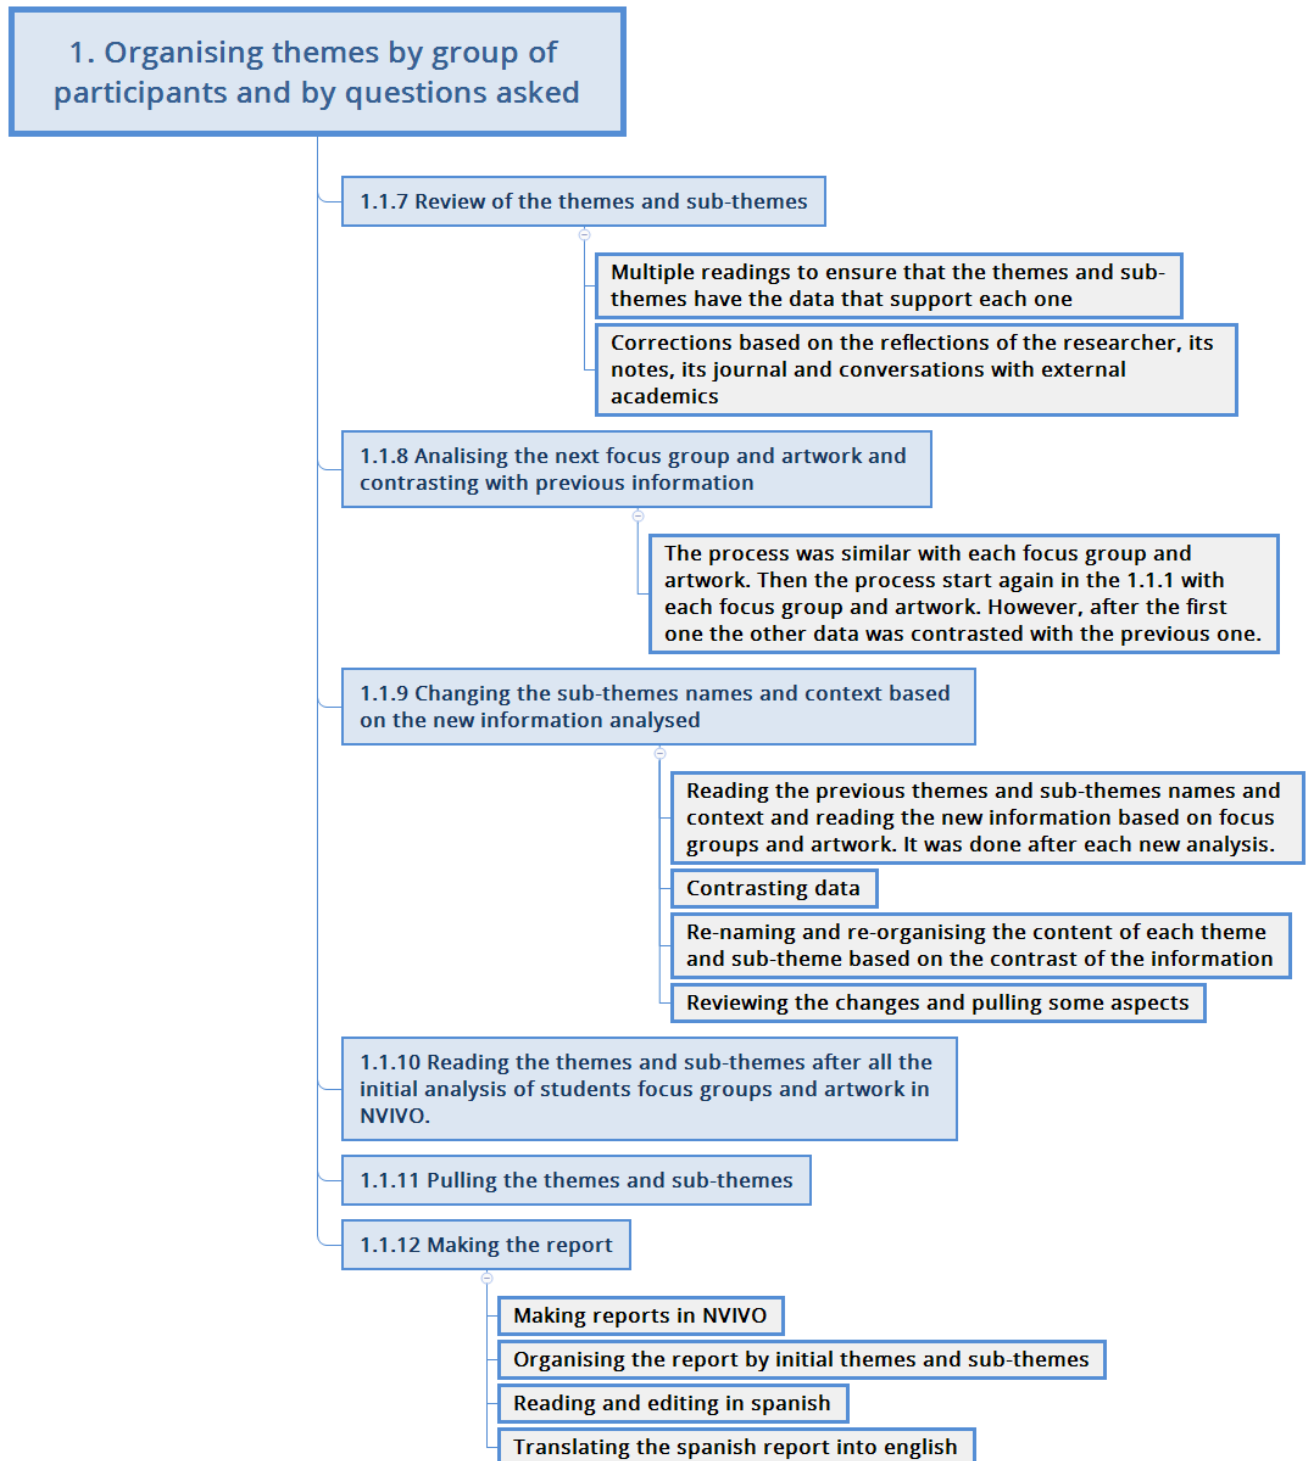 1. Organising themes by group of
participants and by questions asked
1.1.7 Review of the themes and sub-themes
Multiple readings to ensure that the themes and sub-
themes have the data that support each one
Corrections based on the reflections of the researcher, its
notes, its journal and conversations with external
academics
1.1.8 Analising the next focus group and artwork and
contrasting with previous information
The process was similar with each focus group and
artwork. Then the process start again in the 1.1.1 with
each focus group and artwork. However, after the first
one the other data was contrasted with the previous one.
1.1.9 Changing the sub-themes names and context based
on the new information analysed
Reading the previous themes and sub-themes names and
context and reading the new information based on focus
groups and artwork. It was done after each new analysis.
Contrasting data
Re-naming and re-organising the content of each theme
and sub-theme based on the contrast of the information
Reviewing the changes and pulling some aspects
1.1.10 Reading the themes and sub-themes after all the
initial analysis of students focus groups and artwork in
NVIVO.
1.1.11 Pulling the themes and sub-themes
1.1.12 Making the report
Making reports in NVIVO
Organising the report by initial themes and sub-themes
Reading and editing in spanish
Translating the spanish report into english